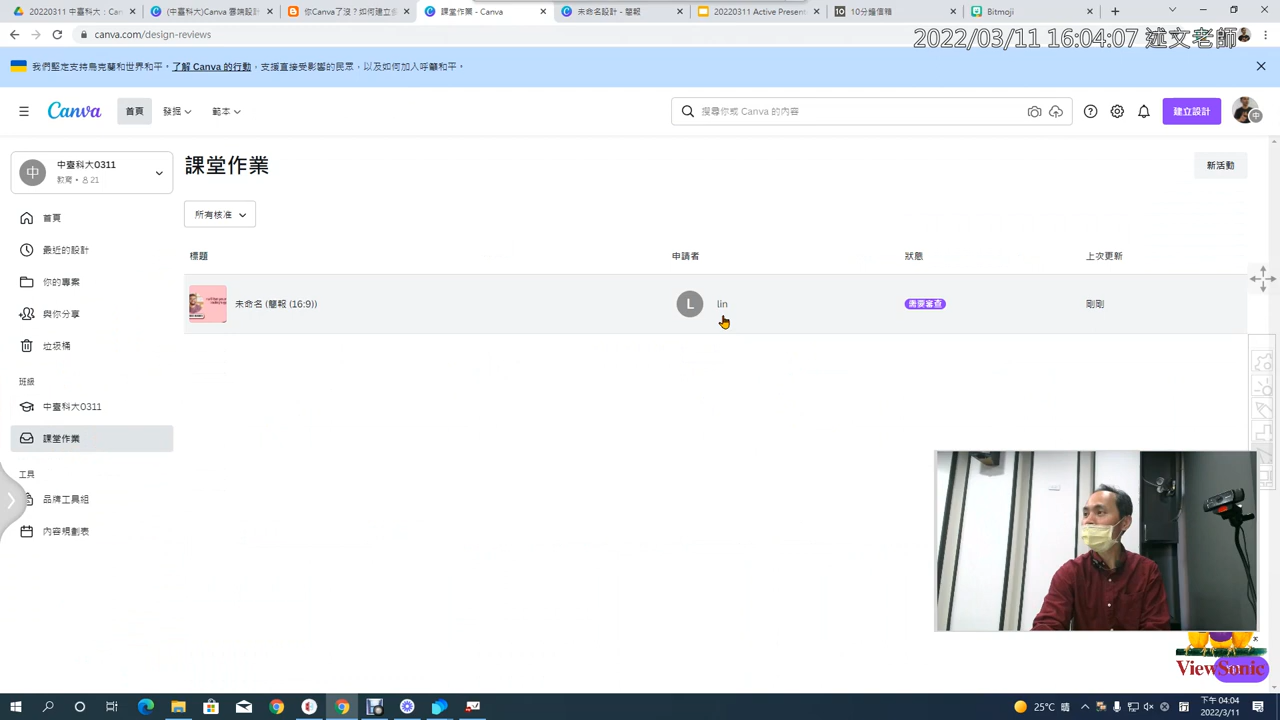 20220311 中臺科大：Can
(中臺科大)Canva 雲端設計
你Canva了沒？如何建立
課堂作業 - Canva
未命名設計 - 簡報
20220311 Active Present
10分鐘信箱
Bitmoji
canva.com/design-reviews
2022/03/11 16:04:07 述文老師
我們堅定支持烏克蘭和世界和平。了解 Canva 的行動，支援直接受影響的民眾，以及如何加入呼籲和平。
Canva
首頁
發掘
範本
搜尋你或 Canva 的內容
建立設計
中
中
中臺科大0311
教育 • 21
課堂作業
新活動
所有核准
首頁
最近的設計
你的專案
與你分享
垃圾桶
班級
中臺科大0311
課堂作業
工具
品牌工具組
內容規劃表
標題
申請者
狀態
上次更新
未命名 (簡報 (16:9))
L
lin
需要審查
剛剛
ViewSonic
25°C 晴
下午 04:04
2022/3/11